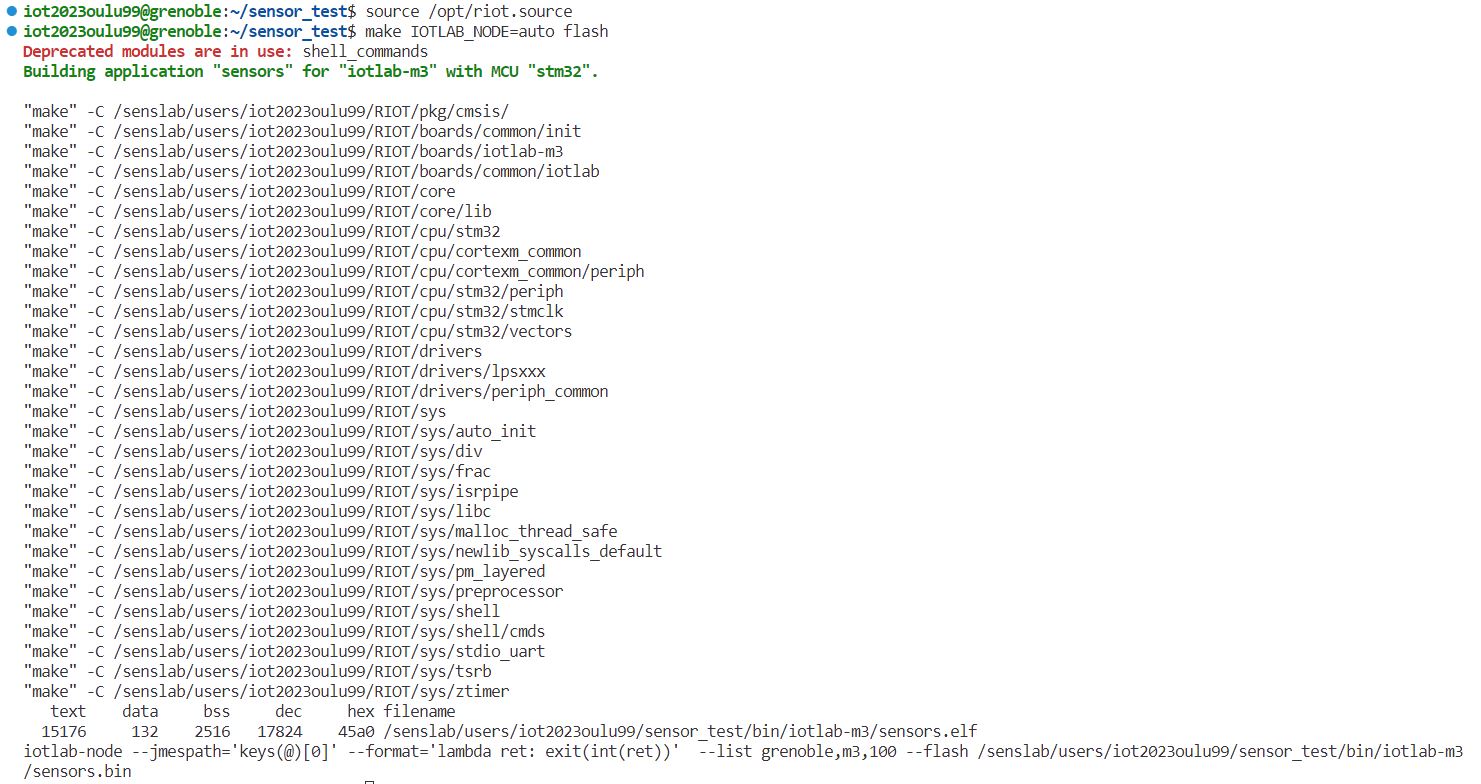 iot2023oulu99@grenoble:~/sensor_test$ source /opt/riot.source
iot2023oulu99@grenoble:~/sensor_test$ make IOTLAB_NODE=auto flash
Deprecated modules are in use: shell_commands
Building application "sensors" for "iotlab-m3" with MCU "stm32".
"make" -C /senslab/users/iot2023oulu99/RIOT/pkg/cmsis/
"make" -C /senslab/users/iot2023oulu99/RIOT/boards/common/init
"make" -C /senslab/users/iot2023oulu99/RIOT/boards/iotlab-m3
"make" -C /senslab/users/iot2023oulu99/RIOT/boards/common/iotlab
"make" -C /senslab/users/iot2023oulu99/RIOT/core
"make" -C /senslab/users/iot2023oulu99/RIOT/core/lib
"make" -C /senslab/users/iot2023oulu99/RIOT/cpu/stm32
"make" -C /senslab/users/iot2023oulu99/RIOT/cpu/cortexm_common
"make" -C /senslab/users/iot2023oulu99/RIOT/cpu/cortexm_common/periph
"make" -C /senslab/users/iot2023oulu99/RIOT/cpu/stm32/periph
"make" -C /senslab/users/iot2023oulu99/RIOT/cpu/stm32/stmclk
"make" -C /senslab/users/iot2023oulu99/RIOT/cpu/stm32/vectors
"make" -C /senslab/users/iot2023oulu99/RIOT/drivers
"make" -C /senslab/users/iot2023oulu99/RIOT/drivers/lpsxxx
"make" -C /senslab/users/iot2023oulu99/RIOT/drivers/periph_common
"make" -C /senslab/users/iot2023oulu99/RIOT/sys
"make" -C /senslab/users/iot2023oulu99/RIOT/sys/auto_init
"make" -C /senslab/users/iot2023oulu99/RIOT/sys/div
"make" -C /senslab/users/iot2023oulu99/RIOT/sys/frac
"make" -C /senslab/users/iot2023oulu99/RIOT/sys/isrpipe
"make" -C /senslab/users/iot2023oulu99/RIOT/sys/libc
"make" -C /senslab/users/iot2023oulu99/RIOT/sys/malloc_thread_safe
"make" -C /senslab/users/iot2023oulu99/RIOT/sys/newlib_syscalls_default
"make" -C /senslab/users/iot2023oulu99/RIOT/sys/pm_layered
"make" -C /senslab/users/iot2023oulu99/RIOT/sys/preprocessor
"make" -C /senslab/users/iot2023oulu99/RIOT/sys/shell
"make" -C /senslab/users/iot2023oulu99/RIOT/sys/shell/cmds
"make" -C /senslab/users/iot2023oulu99/RIOT/sys/stdio_uart
"make" -C /senslab/users/iot2023oulu99/RIOT/sys/tsrb
"make" -C /senslab/users/iot2023oulu99/RIOT/sys/ztimer
   text    data     bss     dec     hex filename
  15176     132    2516   17824    45a0 /senslab/users/iot2023oulu99/sensor_test/bin/iotlab-m3/sensors.elf
iotlab-node --jmespath='keys(@)[0]' --format='lambda ret: exit(int(ret))'  --list grenoble,m3,100 --flash /senslab/users/iot2023oulu99/sensor_test/bin/iotlab-m3
/sensors.bin